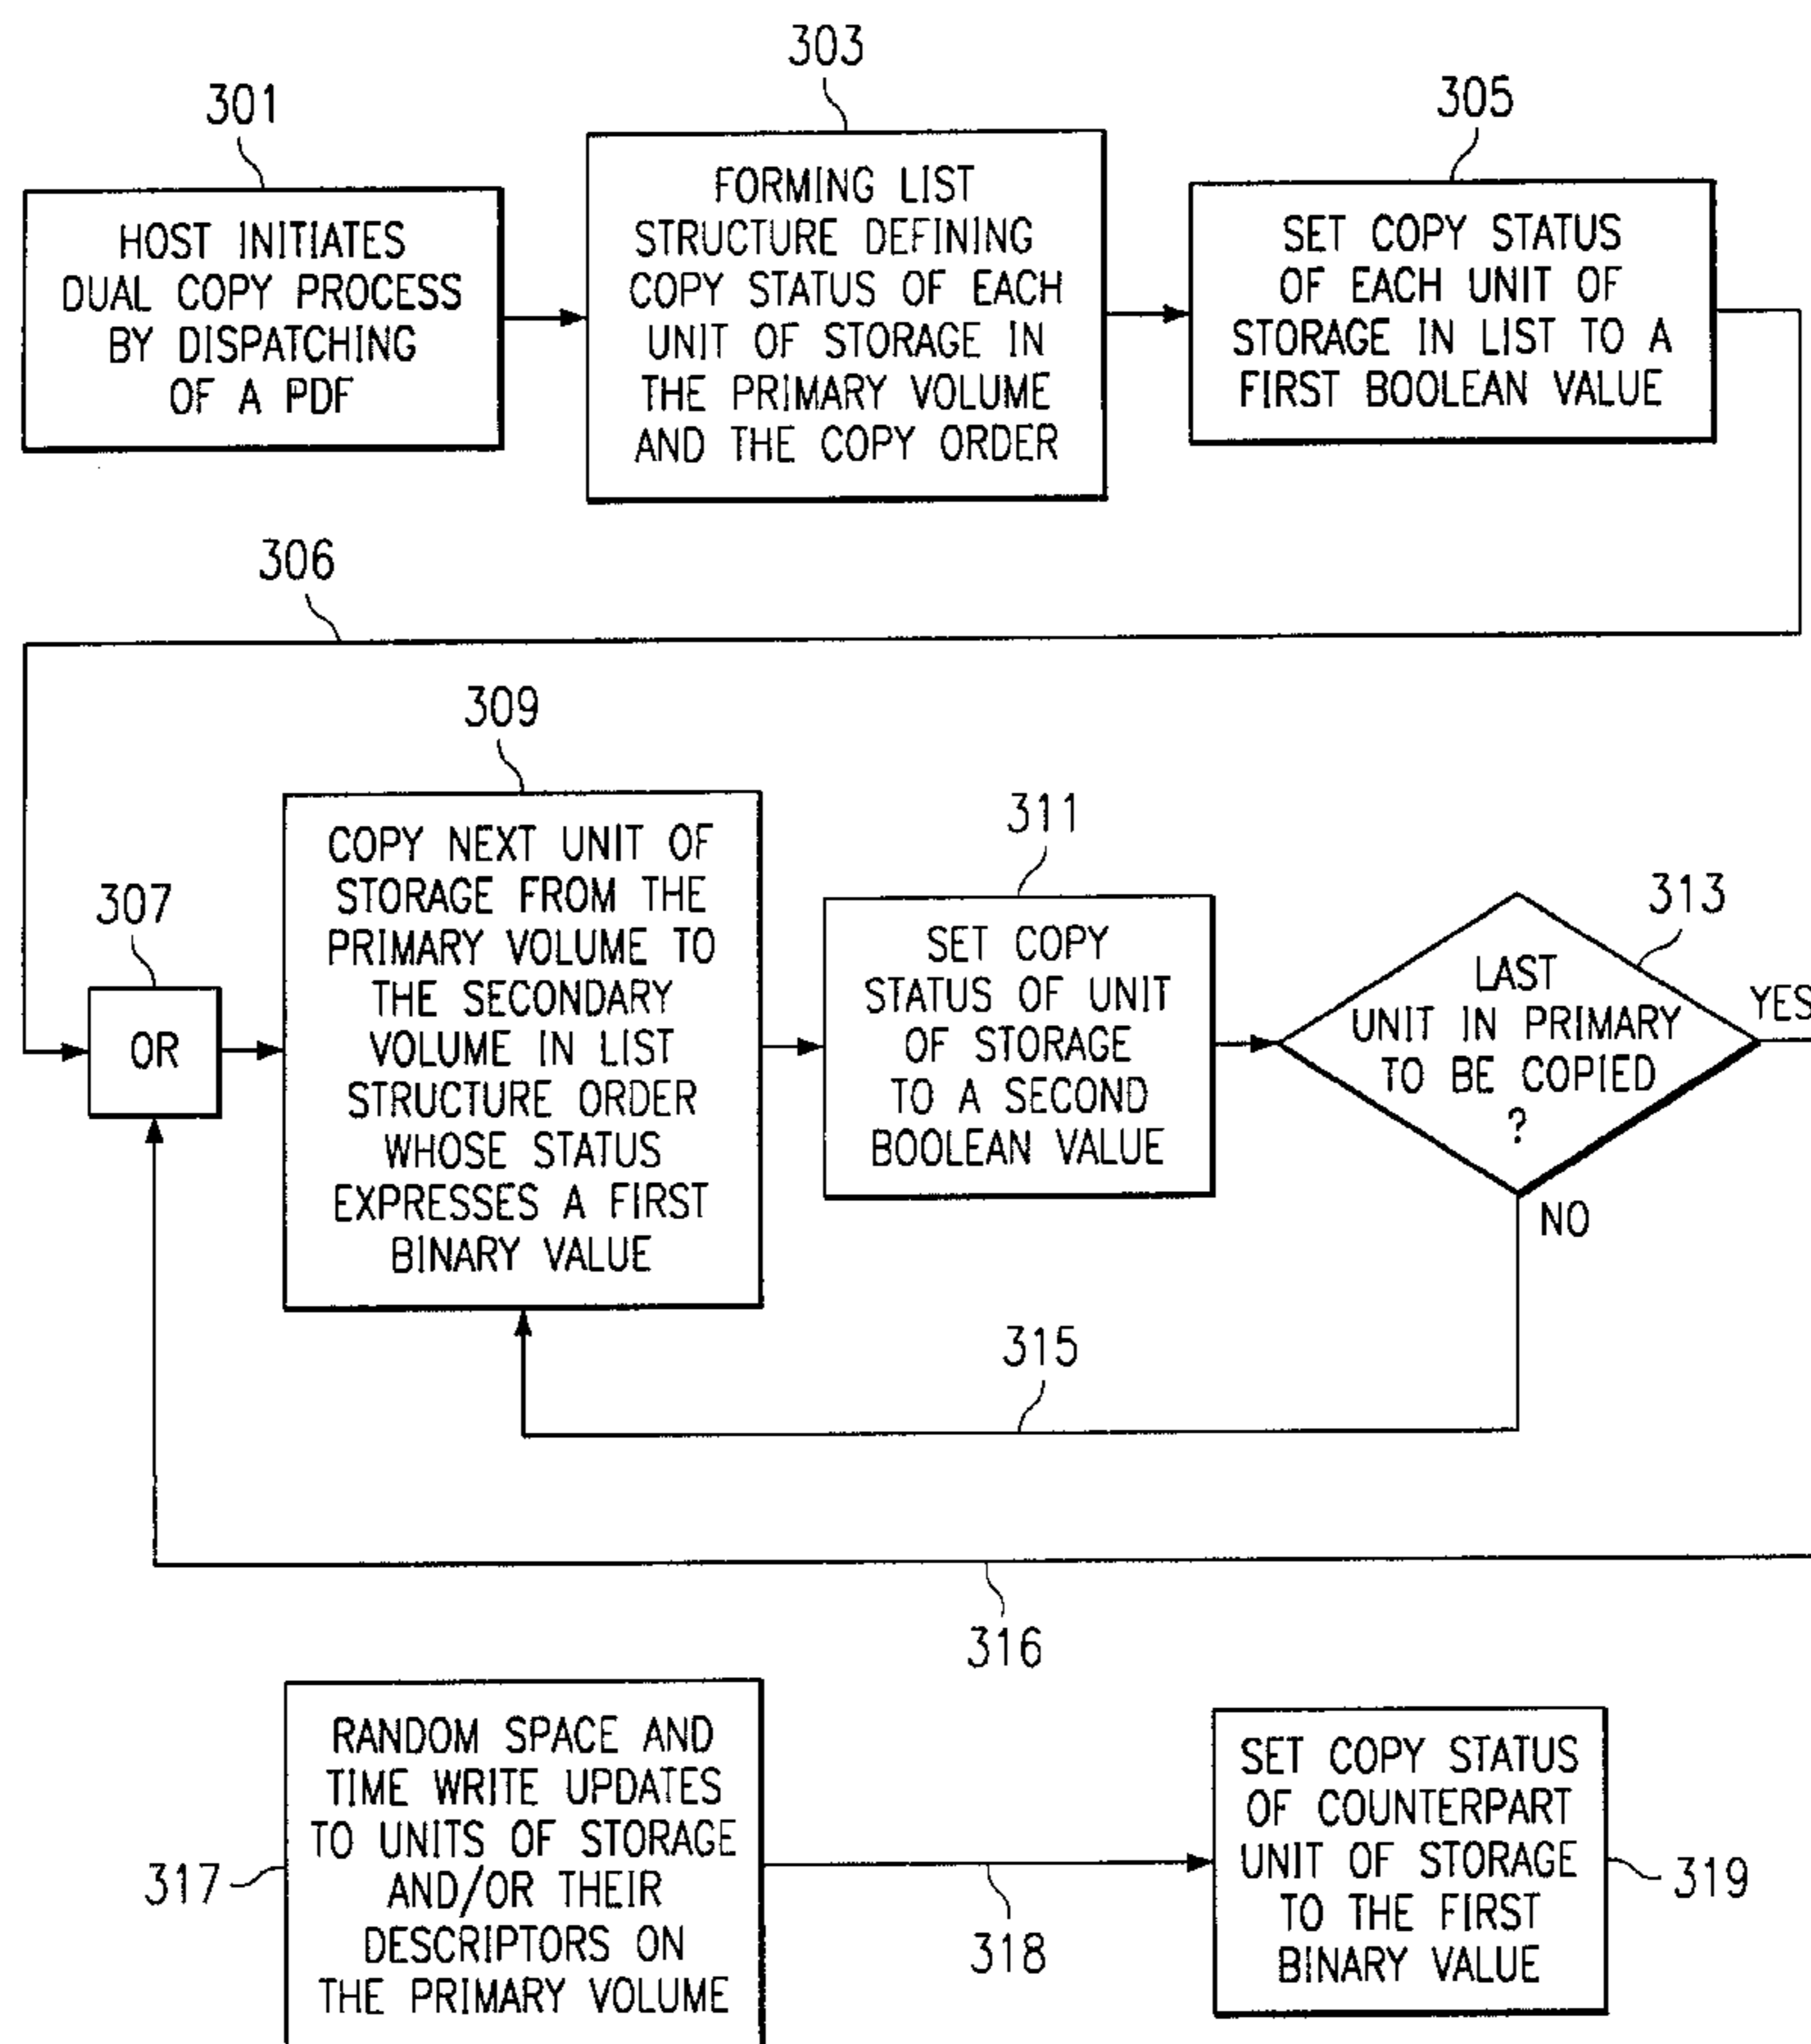 303
301
305
HOST INITIATES
DUAL COPY PROCESS
BY DISPATCHING
OF A PDF
FORMING LIST
STRUCTURE DEFINING
COPY STATUS OF EACH
UNIT OF STORAGE IN
THE PRIMARY VOLUME
AND THE COPY ORDER
SET COPY STATUS
OF EACH UNIT OF
STORAGE IN LIST TO A
FIRST BOOLEAN VALUE
306
309
307
OR
COPY NEXT UNIT OF
STORAGE FROM THE
PRIMARY VOLUME TO
THE SECONDARY
VOLUME IN LIST
STRUCTURE ORDER
WHOSE STATUS
EXPRESSES A FIRST
BINARY VALUE
311
SET COPY
STATUS OF UNIT
OF STORAGE
TO A SECOND
BOOLEAN VALUE
313
LAST
UNIT IN PRIMARY
TO BE COPIED
?
YES
NO
315
316
317
RANDOM SPACE AND
TIME WRITE UPDATES
TO UNITS OF STORAGE
AND/OR THEIR
DESCRIPTORS ON
THE PRIMARY VOLUME
318
SET COPY STATUS
OF COUNTERPART
UNIT OF STORAGE
TO THE FIRST
BINARY VALUE
319